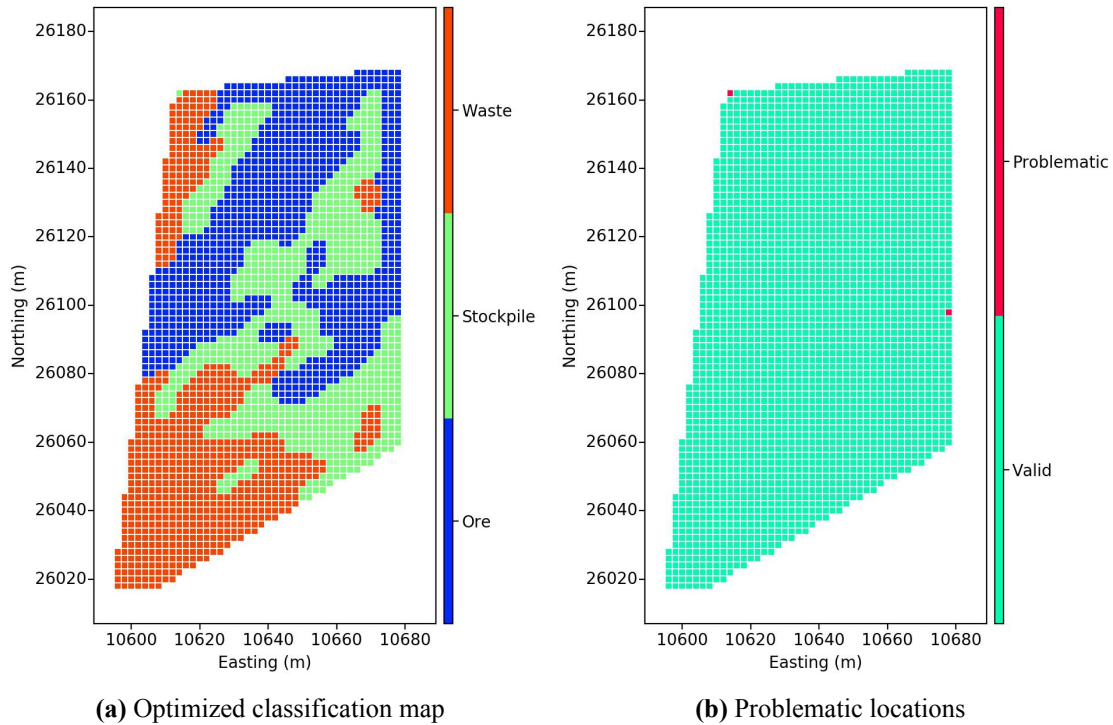 26180
26160
26140
26120
26100
26080
26060
26040
26020
Northing (m)
10600 10620 10640 10660 10680
Easting (m)
Waste
Stockpile
Ore
(a) Optimized classification map
26180
26160
26140
26120
26100
26080
26060
26040
26020
Northing (m)
10600 10620 10640 10660 10680
Easting (m)
Problematic
Valid
(b) Problematic locations